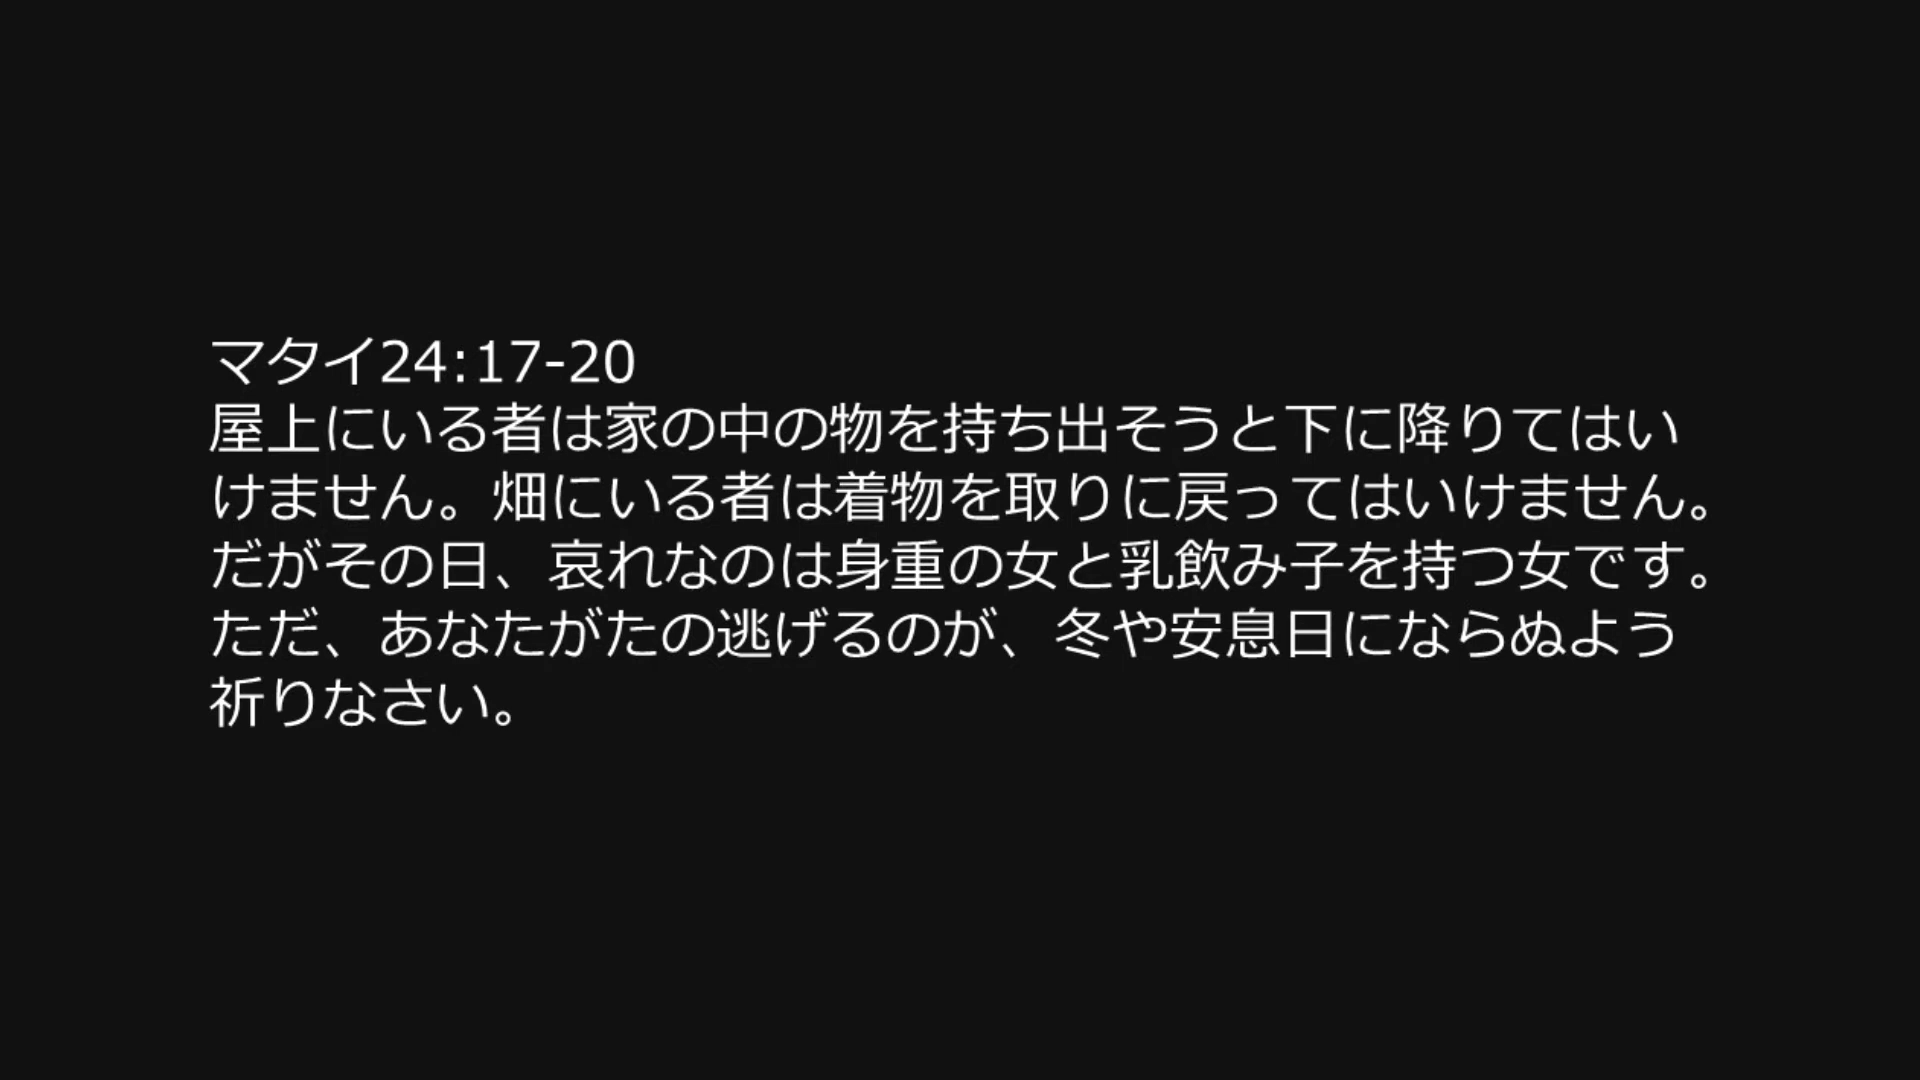 マタイ24:17-20
屋上にいる者は家の中の物を持ち出そうと下に降りてはい
けません。畑にいる者は着物を取りに戻ってはいけません。
だがその日、哀れなのは身重の女と乳飲み子を持つ女です。
ただ、あなたがたの逃げるのが、冬や安息日にならぬよう
祈りなさい。